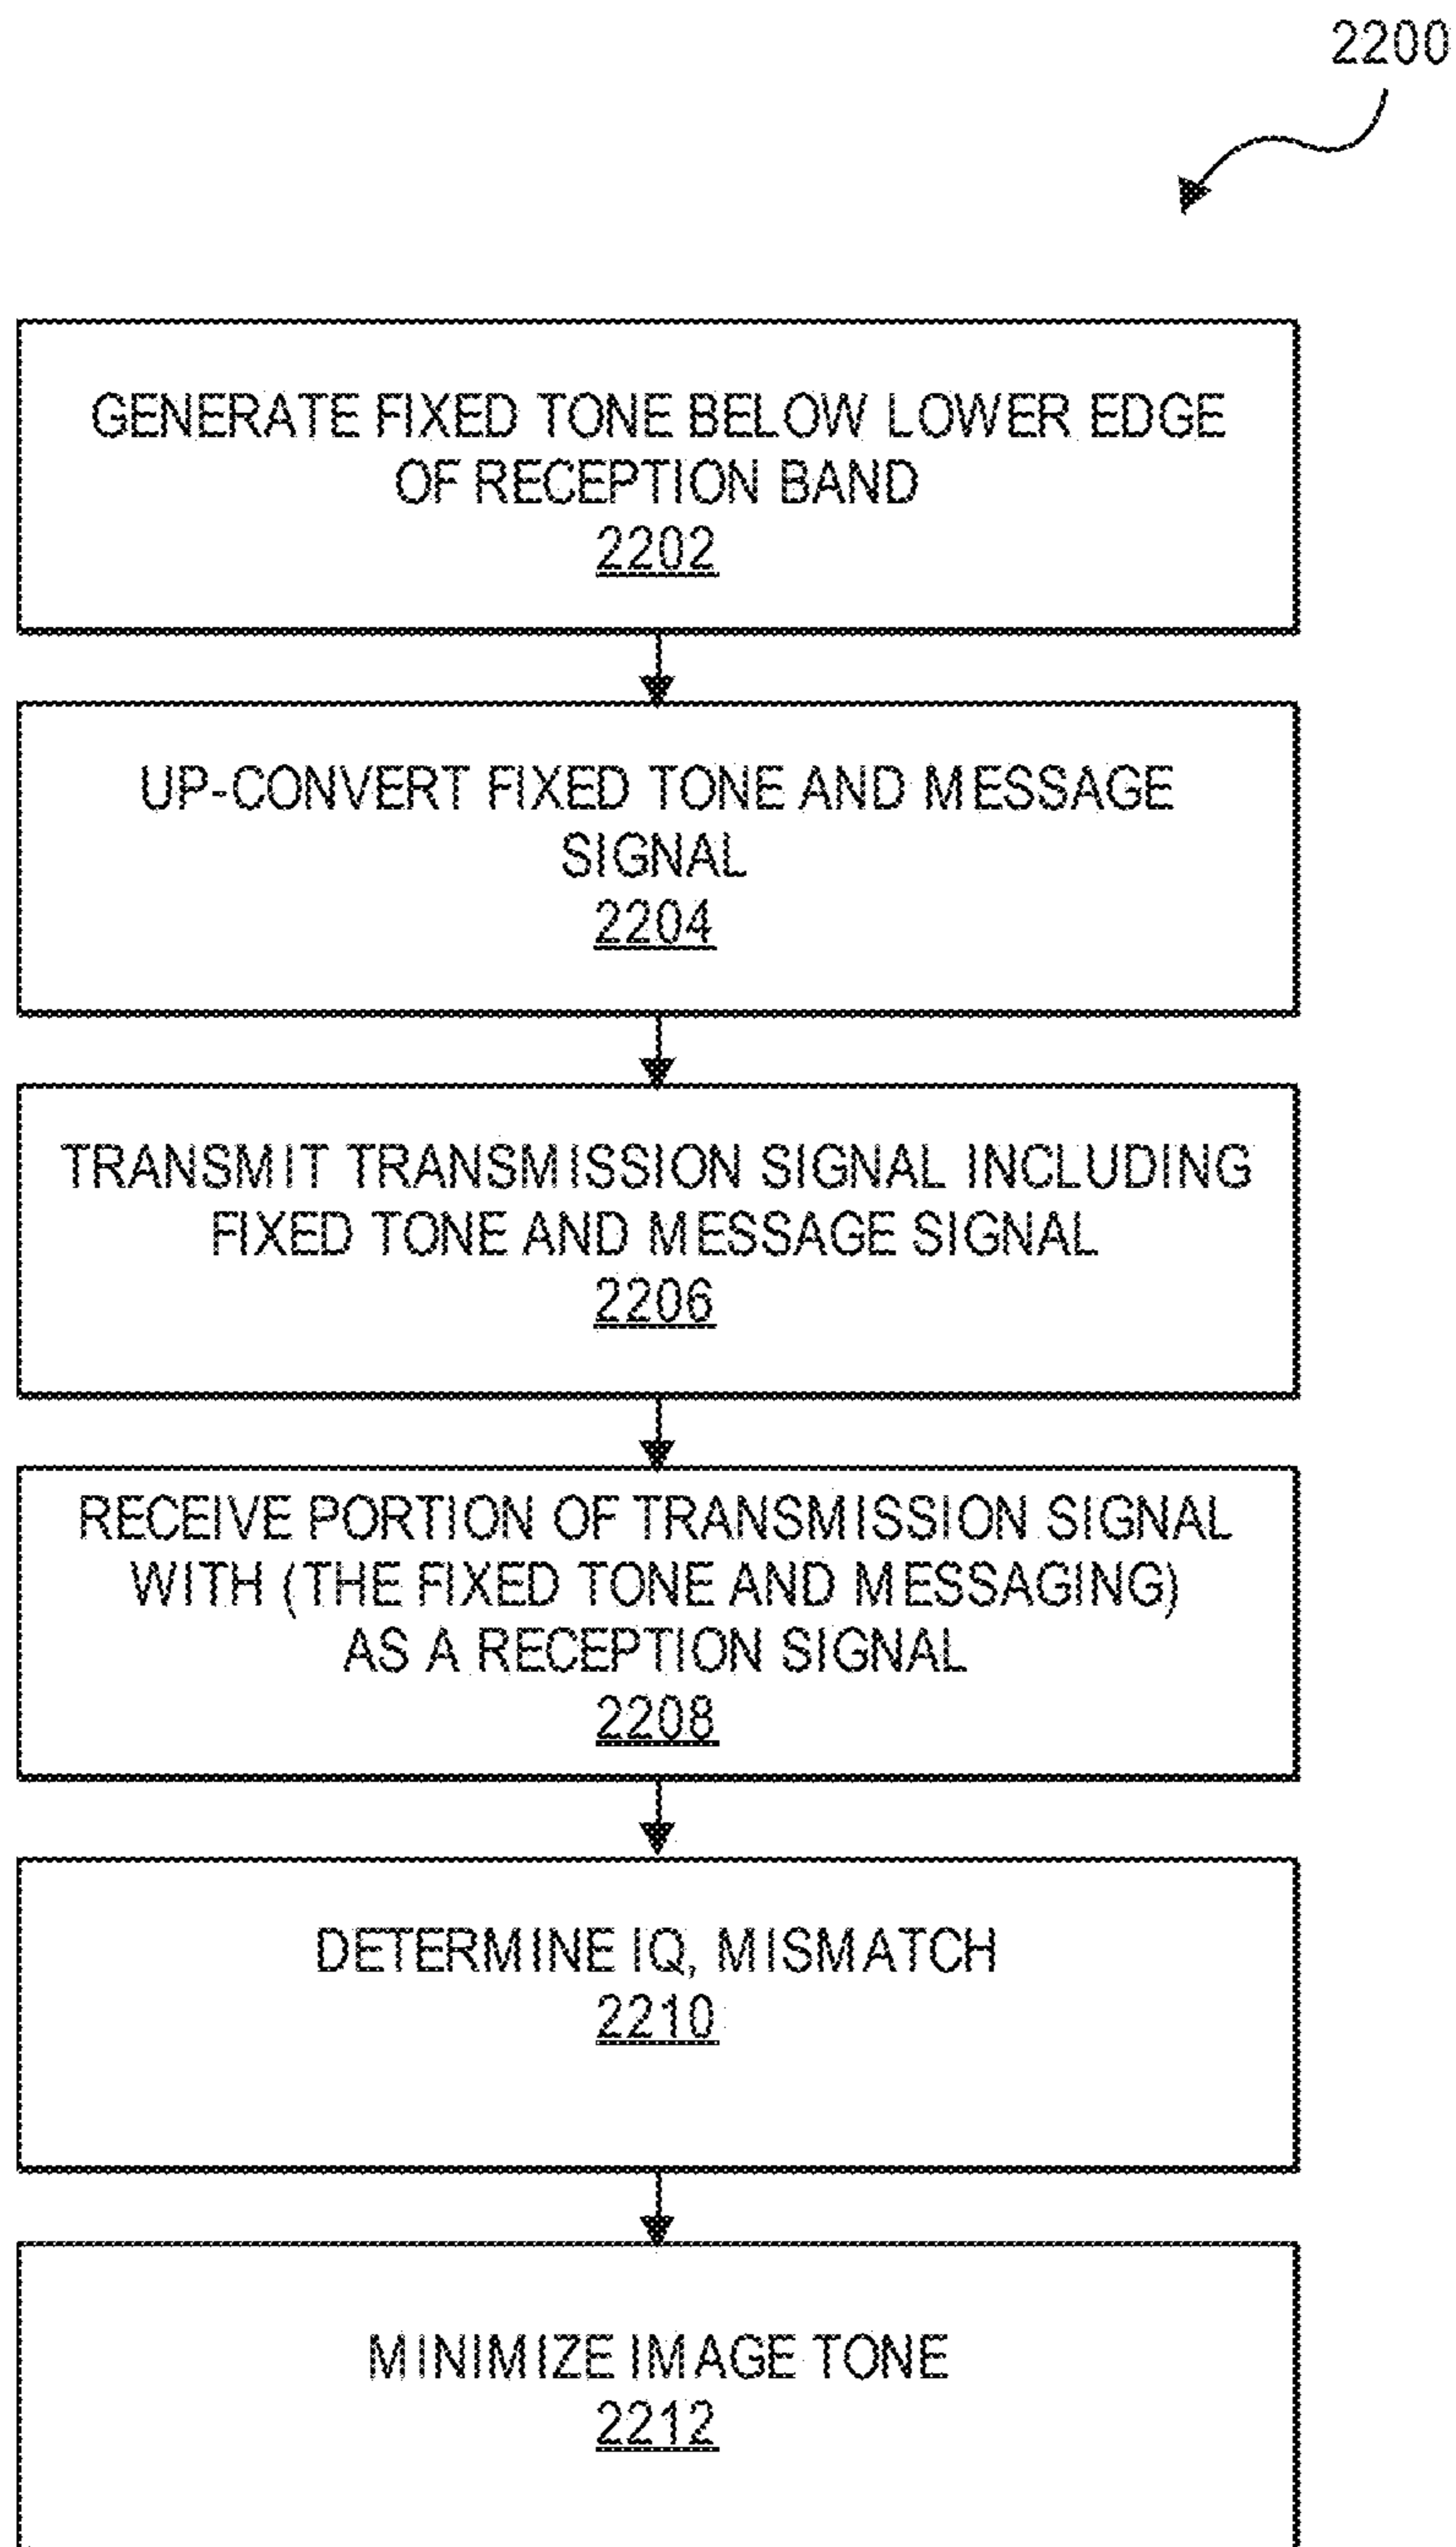 2200
GENERATE FIXED TONE BELOW LOWER EDGE
OF RECEPTION BAND
2202
UP-CONVERT FIXED TONE AND MESSAGE
SIGNAL
2204
TRANSMIT TRANSMISSION SIGNAL INCLUDING
FIXED TONE AND MESSAGE SIGNAL
2206
RECEIVE PORTION OF TRANSMISSION SIGNAL
WITH (THE FIXED TONE AND MESSAGING)
AS A RECEPTION SIGNAL
2208
DETERMINE IQ, MISMATCH
2210
MINIMIZE IMAGE TONE
2212